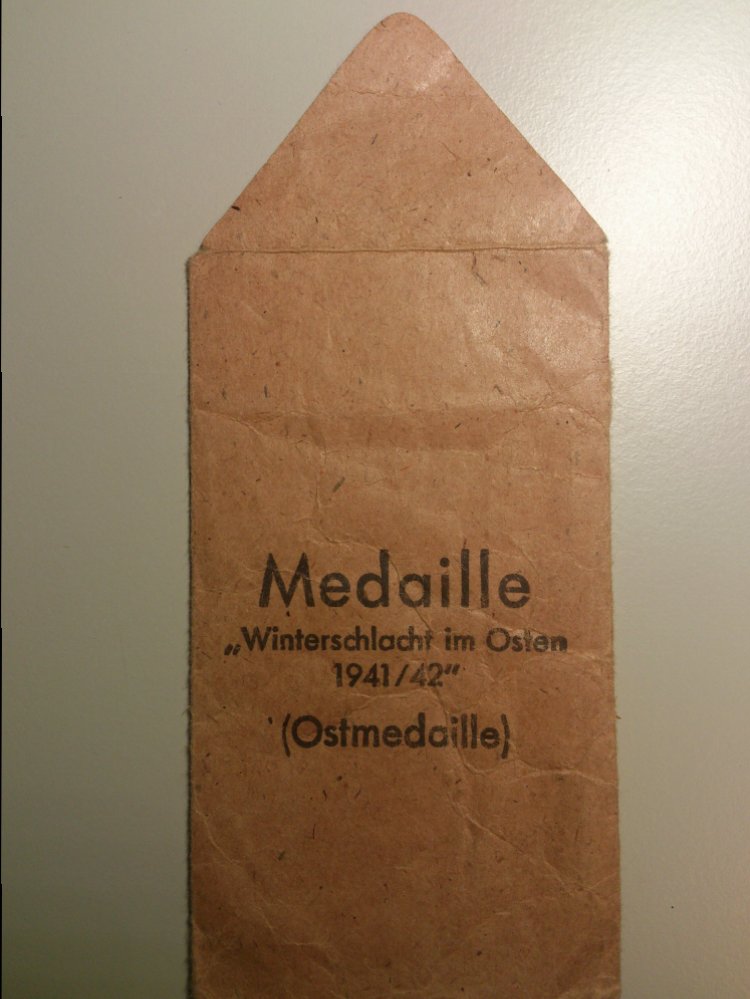 Medaille
„Winterschlacht im Osten
1941/42"
(Ostmedaille)